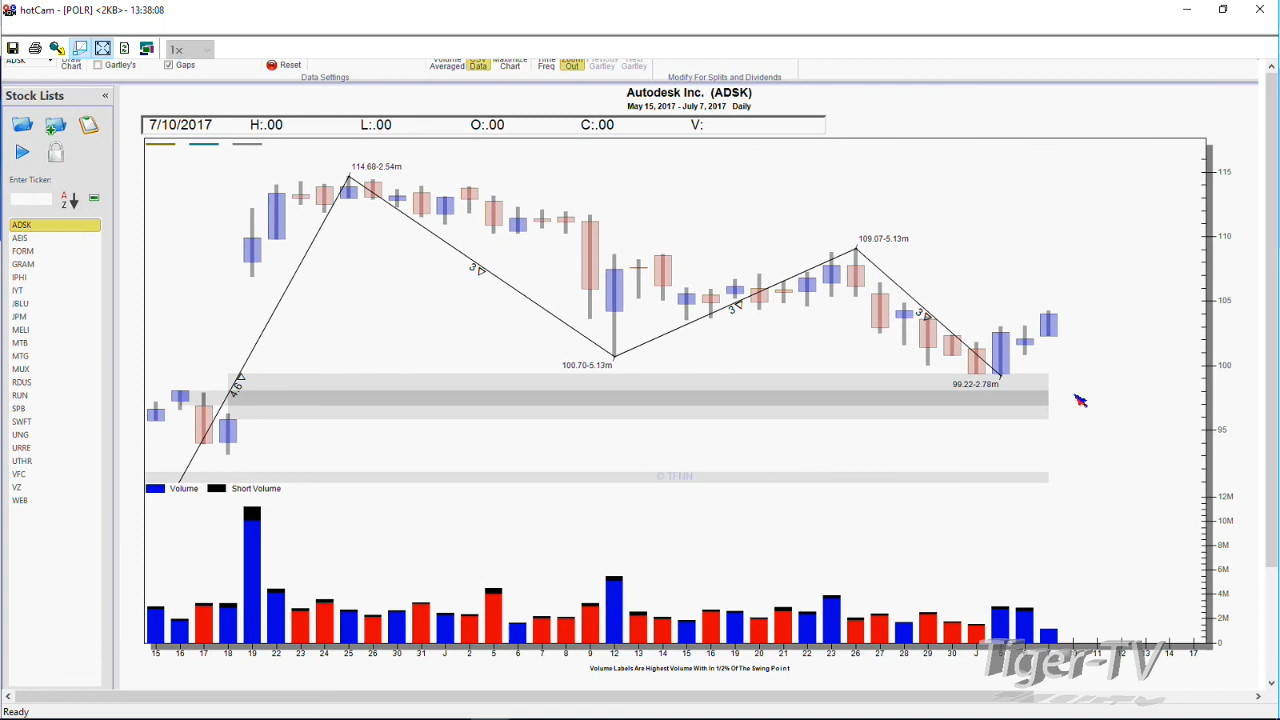 hotCam - [POLR] <2KB> - 13:38:08
1x
ADSK
Draw
Chart
Gartley's
Gaps
Reset
Data Settings
Volume
Averaged
CSV
Data
Maximize
Chart
Time
Freq
Zoom
Out
Previous
Gartley
Next
Gartley
Modify For Splits and Dividends
Stock Lists
«
Autodesk Inc. (ADSK)
May 15, 2017 - July 7, 2017 Daily
7/10/2017 H:.00 L:.00 O:.00 C:.00 V:
Enter Ticker:
A
Z
ADSK
AEIS
FORM
GRAM
IPHI
IYT
JBLU
JPM
MELI
MTB
MTG
MUX
RDUS
RUN
SPB
SWFT
UNG
URRE
UTHR
VFC
VZ
WEB
114.68-2.54m
109.07-5.13m
100.70-5.13m
99.22-2.78m
4.6
3
3
3
115
110
105
100
95
© TFNN
Volume Short Volume
12M
10M
8M
6M
4M
2M
0
15 16 17 18 19 22 23 24 25 26 30 31 J 2 5 6 7 8 9 12 13 14 15 16 19 20 21 22 23 26 27 28 29 30 J 5 6 7 10 11 12 13 14 17
Volume Labels Are Highest Volume With In 1/2% Of The Swing Point
Tiger-TV
Ready